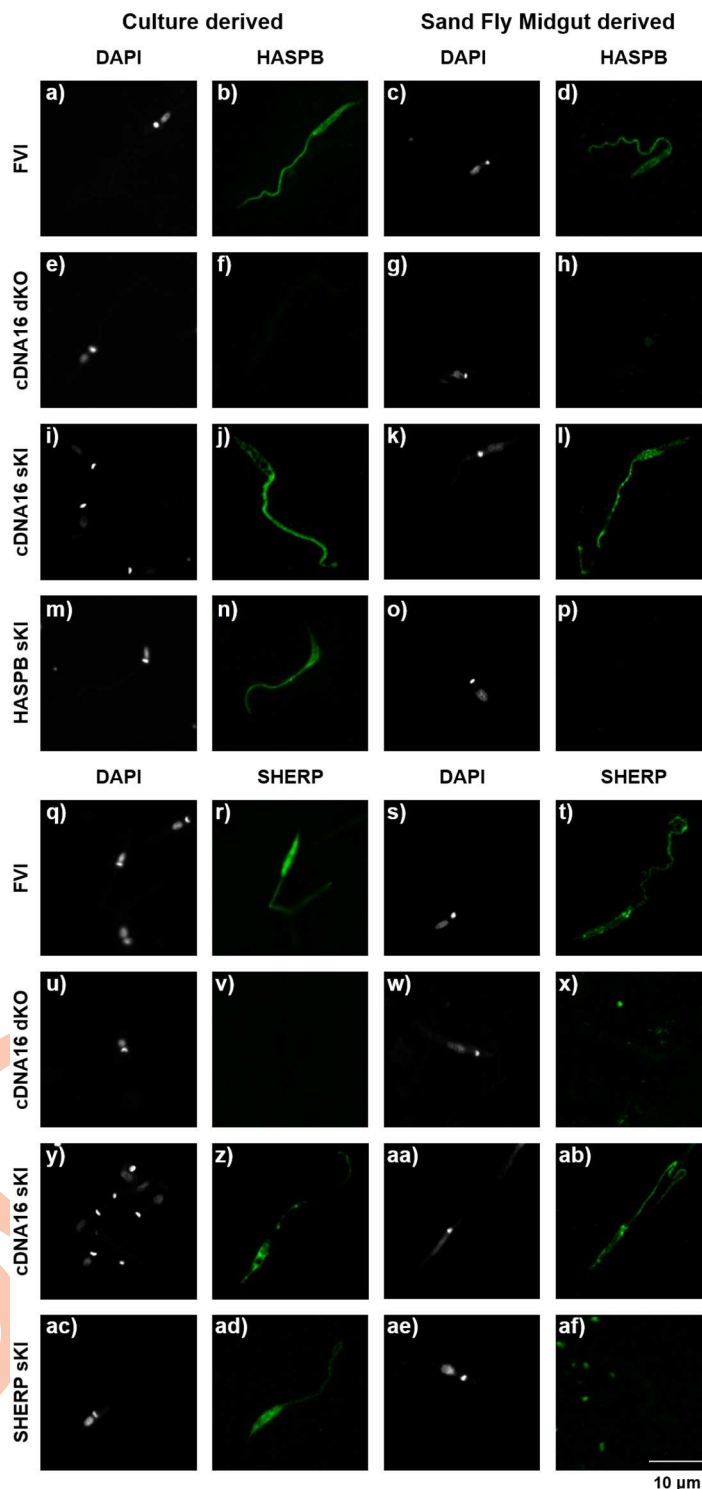 Culture derived Sand Fly Midgut derived
DAPI HASPB DAPI HASPB
FVI a) b) c) d)
cDNA16 dKO e) f) g) h)
cDNA16 sKI i) j) k) l)
HASPB sKI m) n) o) p)
DAPI SHERP DAPI SHERP
FVI q) r) s) t)
cDNA16 dKO u) v) w) x)
cDNA16 sKI y) z) aa) ab)
SHERP sKI ac) ad) ae) af)
10 µm